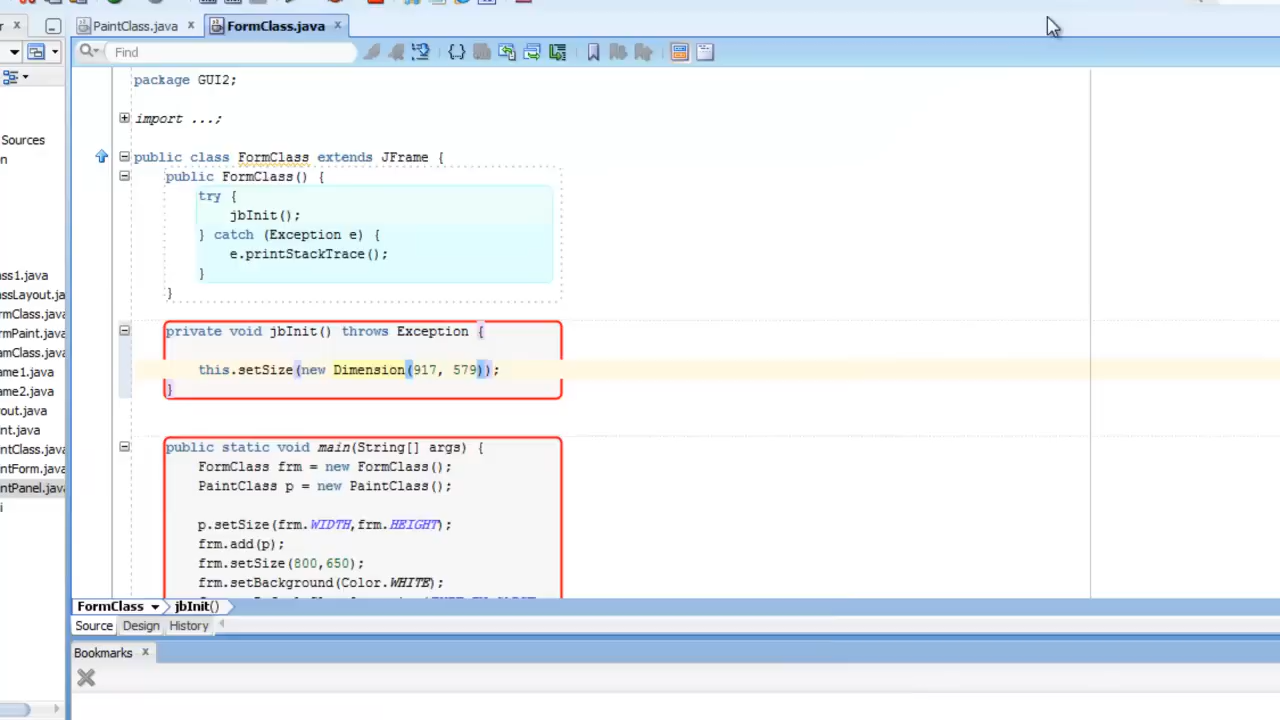 PaintClass.java
FormClass.java
Find
Sources
ss1.java
assLayout.ja
rmClass.java
rmPaint.java
amClass.java
ame1.java
ame2.java
yout.java
nt.java
ntClass.java
ntForm.java
ntPanel.java
i
package GUI2;
import ...;
public class FormClass extends JFrame {
public FormClass() {
try {
jbInit();
} catch (Exception e) {
e.printStackTrace();
}
}
private void jbInit() throws Exception {
this.setSize(new Dimension(917, 579));
}
public static void main(String[] args) {
FormClass frm = new FormClass();
PaintClass p = new PaintClass();
p.setSize(frm.WIDTH,frm.HEIGHT);
frm.add(p);
frm.setSize(800,650);
frm.setBackground(Color.WHITE);
FormClass jbInit()
Source Design History
Bookmarks